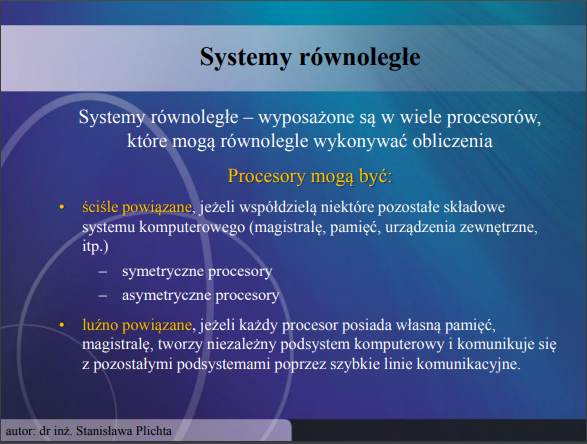 Systemy równoległe
Systemy równoległe – wyposażone są w wiele procesorów,
które mogą równolegle wykonywać obliczenia
Procesory mogą być:
• ściśle powiązane, jeżeli współdzielą niektóre pozostałe składowe
systemu komputerowego (magistralę, pamięć, urządzenia zewnętrzne,
itp.)
– symetryczne procesory
– asymetryczne procesory
• luźno powiązane, jeżeli każdy procesor posiada własną pamięć,
magistralę, tworzy niezależny podsystem komputerowy i komunikuje się
z pozostałymi podsystemami poprzez szybkie linie komunikacyjne.
autor: dr inż. Stanisława Plichta